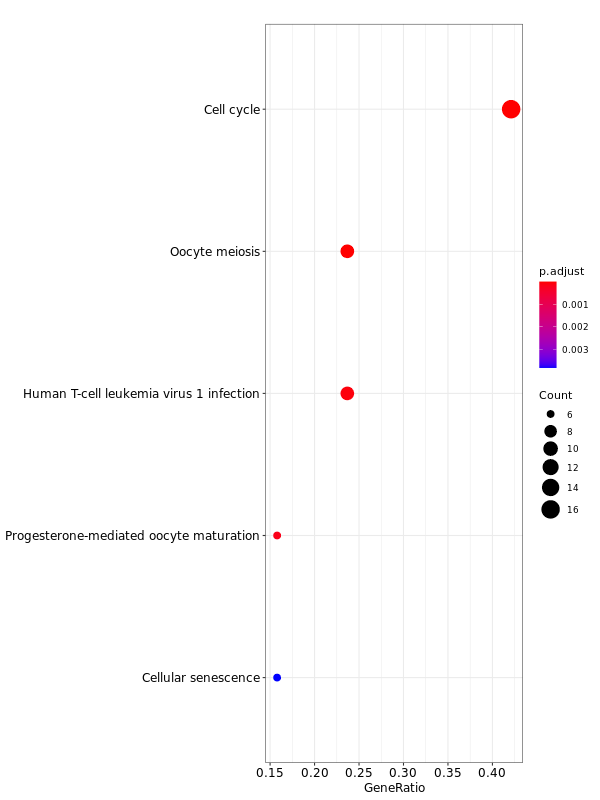 Cell cycle
Oocyte meiosis
Human T-cell leukemia virus 1 infection
Progesterone-mediated oocyte maturation
Cellular senescence
0.15 0.20 0.25 0.30 0.35 0.40
GeneRatio
p.adjust
0.001
0.002
0.003
Count
6
8
10
12
14
16